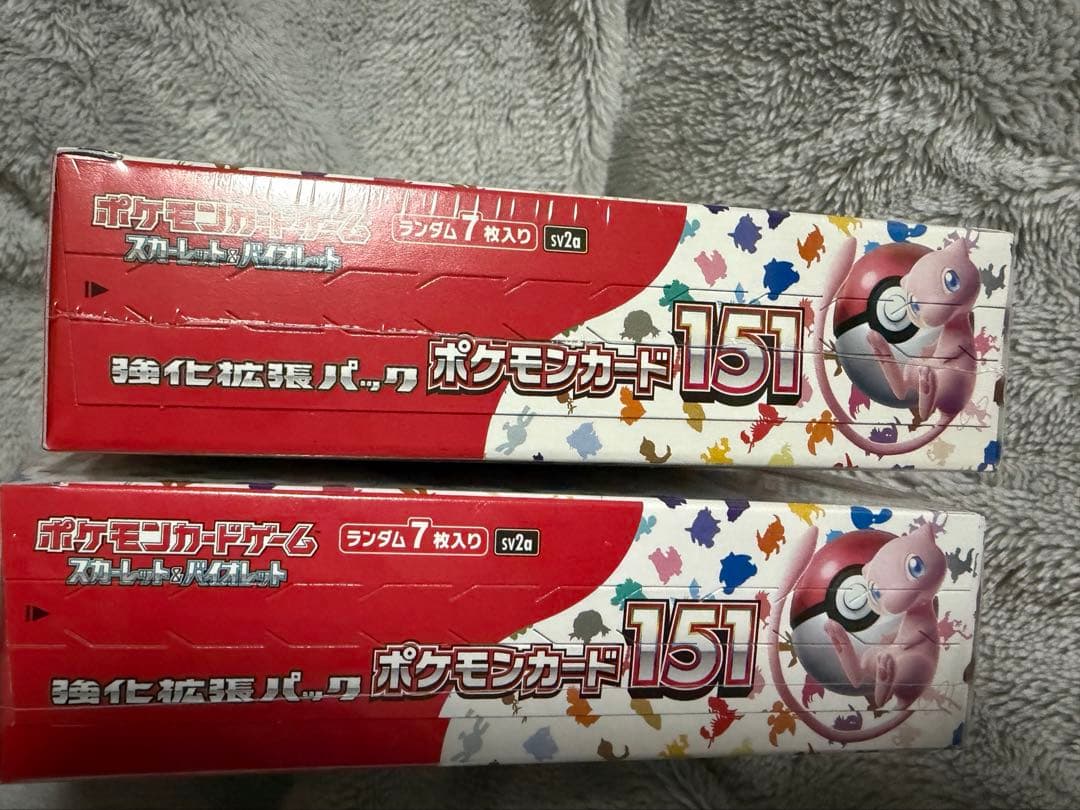 ポケモンカードゲーム
ランダム7枚入り
sv2a
スカーレット&バイオレット
強化拡張パック
ポケモンカード151
ポケモンカードゲーム
ランダム7枚入り
sv2a
スカーレット&バイオレット
強化拡張パック
ポケモンカード151